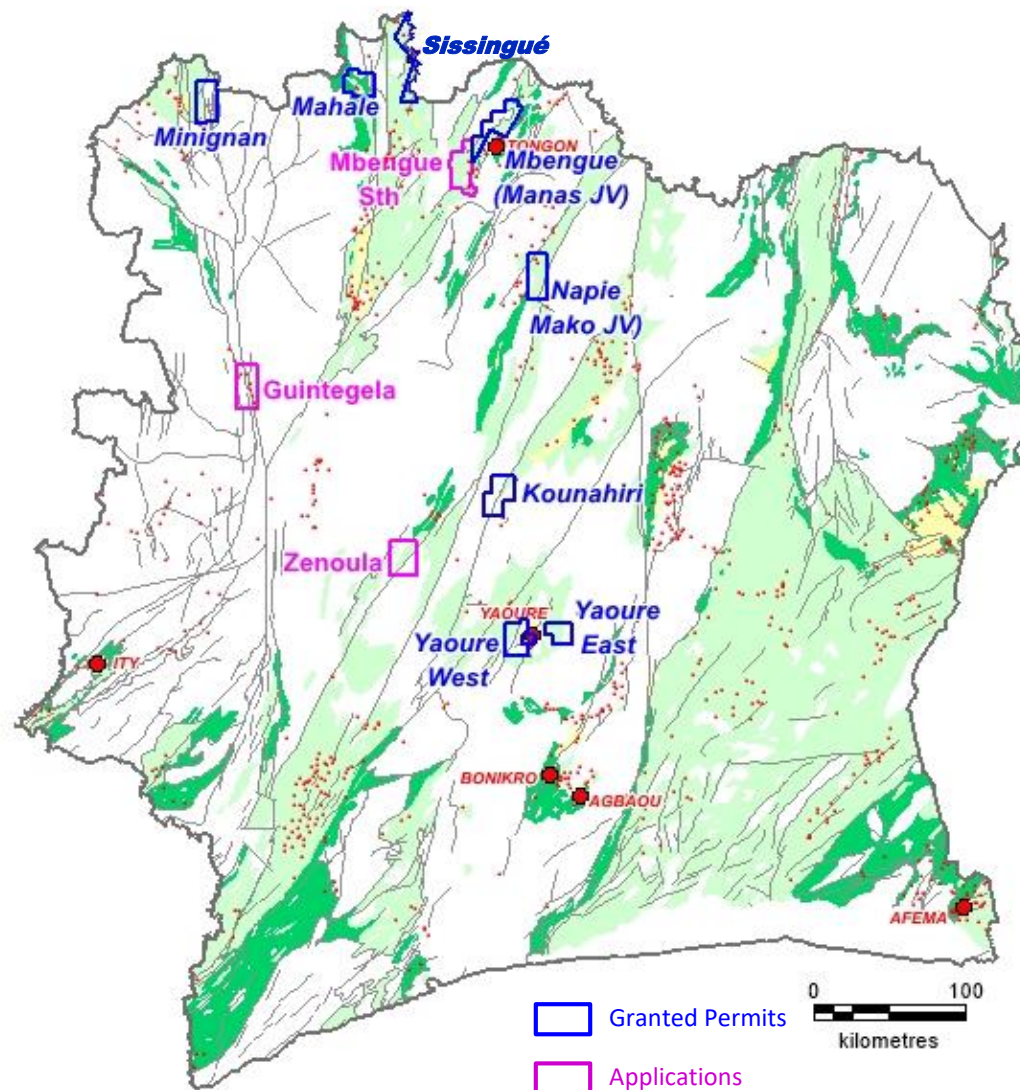 Sissingué
Mahale
Minignan
TONGON
Mbengue
Sth
Mbengue
(Manas JV)
Napie
Mako JV)
Guintegela
Kounahiri
Zenoula
YAOURE
Yaoure
West
Yaoure
East
ITY
BONIKRO
AGBAOU
AFEMA
0 100
kilometres
Granted Permits
Applications